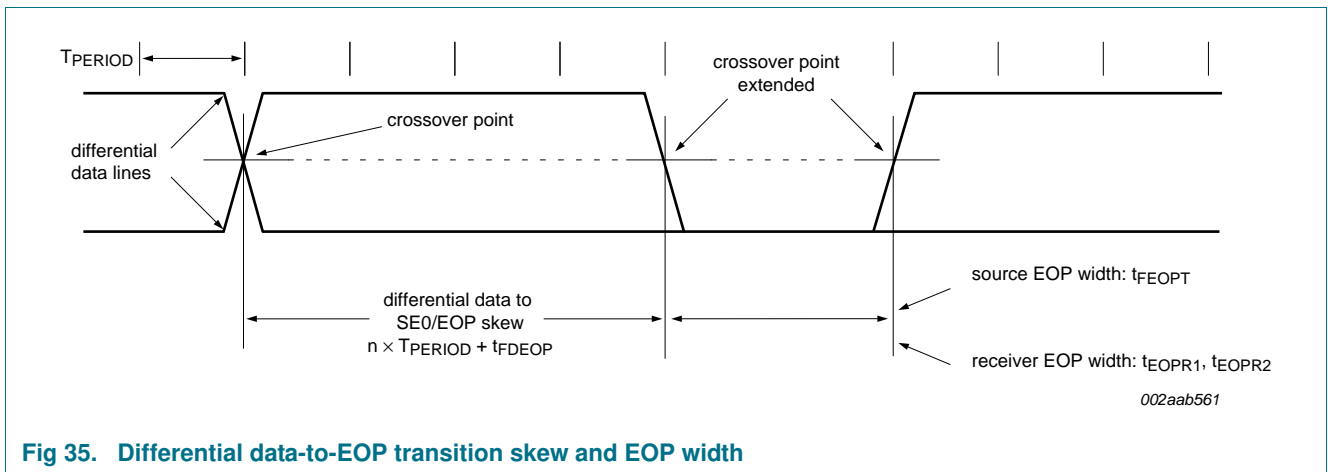 TPERIOD
crossover point
extended
crossover point
differential
data lines
differential data to
SE0/EOP skew
n × TPERIOD + tFDEOP
source EOP width: tFEOPT
receiver EOP width: tEOPR1, tEOPR2
002aab561
Fig 35. Differential data-to-EOP transition skew and EOP width